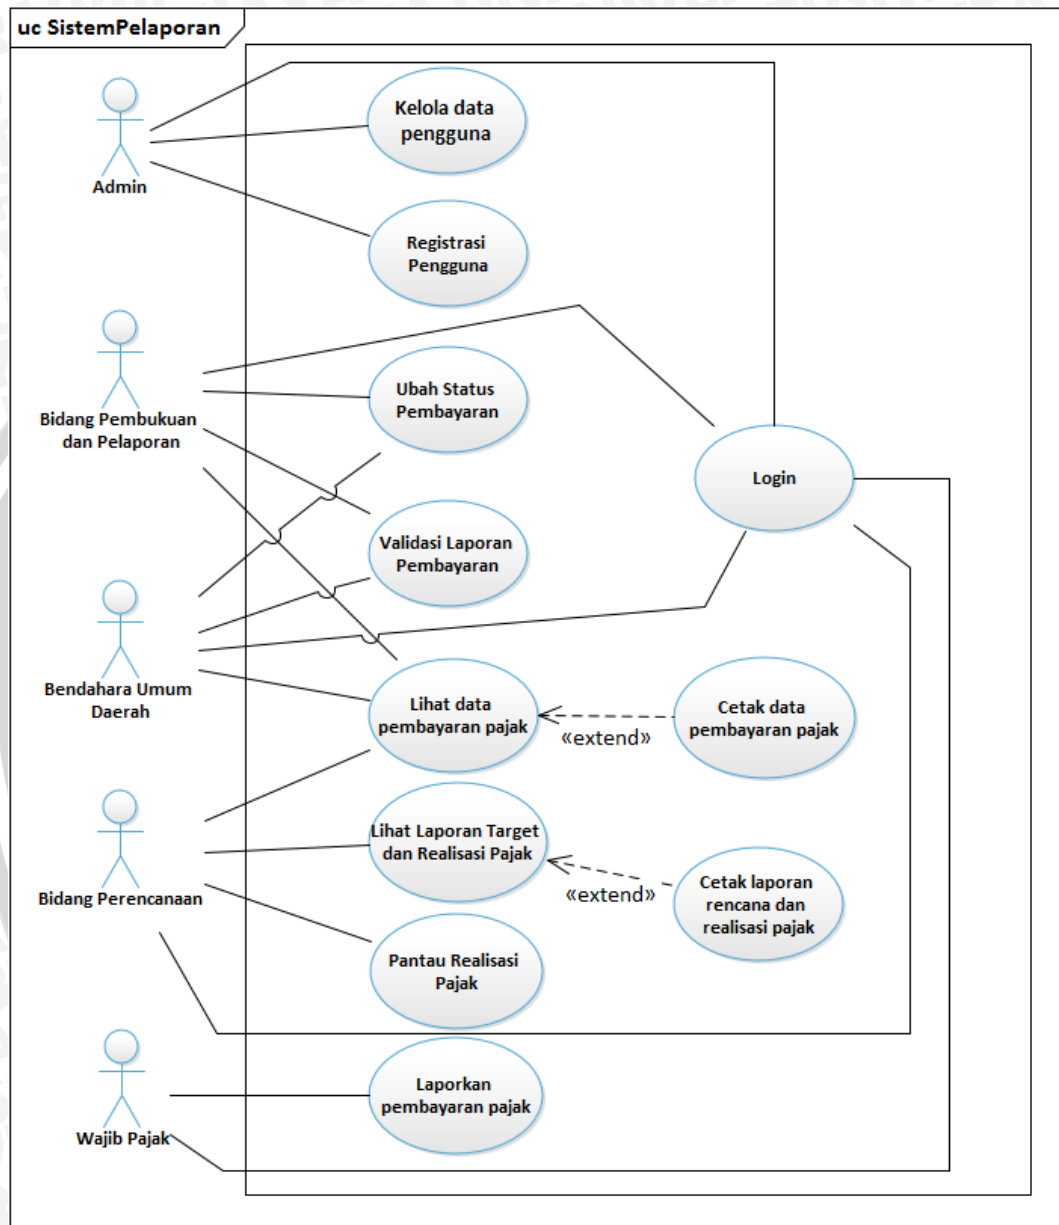 uc SistemPelaporan
Admin
Kelola data
pengguna
Registrasi
Pengguna
Bidang Pembukuan
dan Pelaporan
Ubah Status
Pembayaran
Login
Validasi Laporan
Pembayaran
Bendahara Umum
Daerah
Lihat data
pembayaran pajak
«extend»
Cetak data
pembayaran pajak
Bidang Perencanaan
Lihat Laporan Target
dan Realisasi Pajak
«extend»
Cetak laporan
rencana dan
realisasi pajak
Pantau Realisasi
Pajak
Wajib Pajak
Laporkan
pembayaran pajak